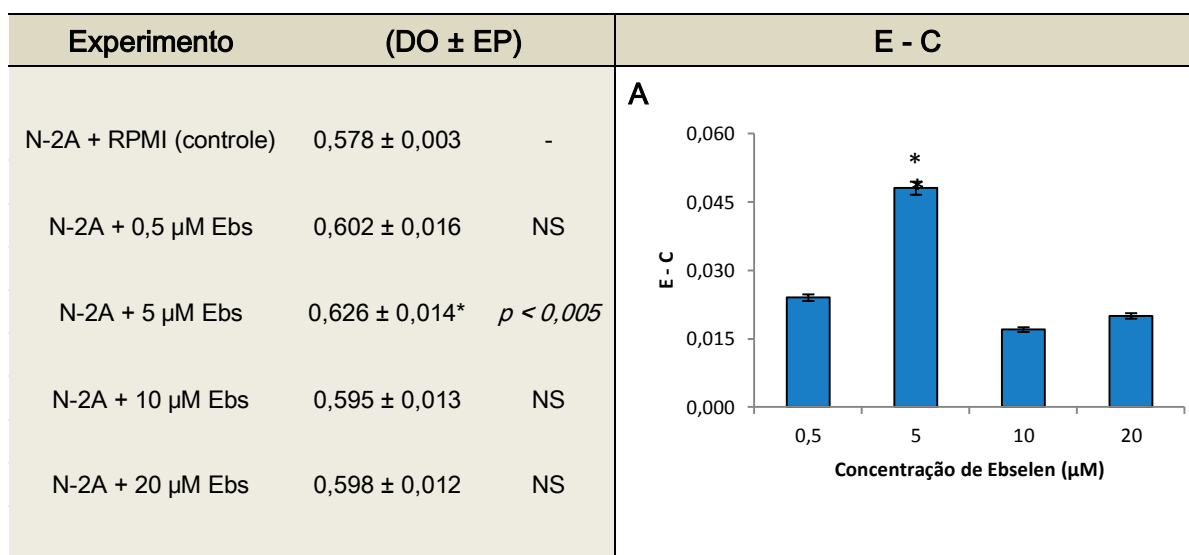 Experimento (DO ± EP) E - C
N-2A + RPMI (controle) 0,578 ± 0,003 -
N-2A + 0,5 µM Ebs 0,602 ± 0,016 NS
N-2A + 5 µM Ebs 0,626 ± 0,014* p < 0,005
N-2A + 10 µM Ebs 0,595 ± 0,013 NS
N-2A + 20 µM Ebs 0,598 ± 0,012 NS
A
0,060
0,045
0,030
0,015
0,000
E - C
*
*
0,5 5 10 20
Concentração de Ebselen (µM)